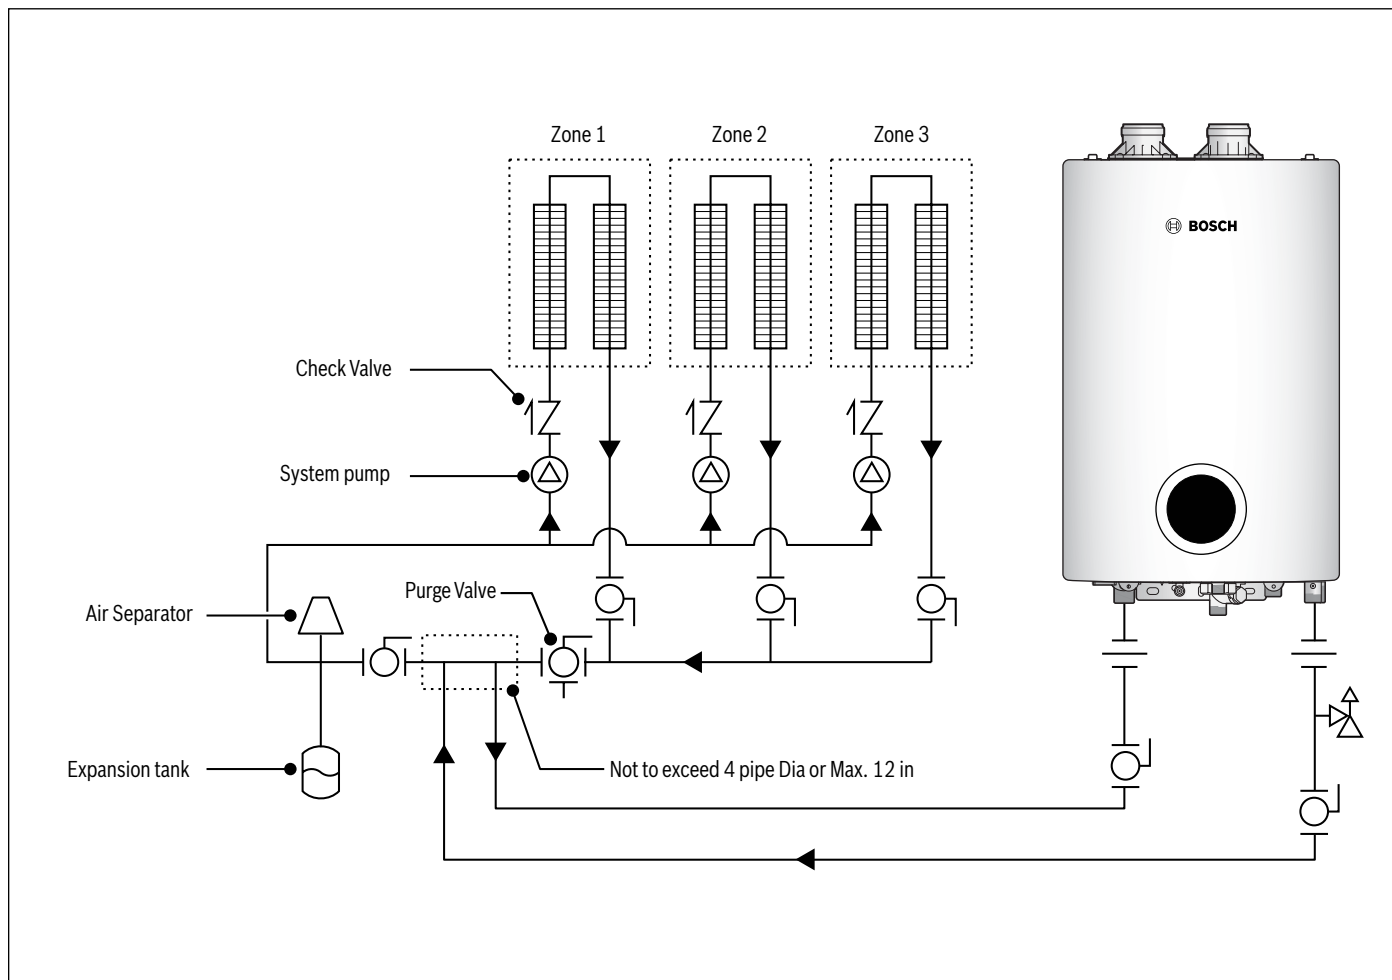 Zone 1
Zone 2
Zone 3
BOSCH
Check Valve
System pump
Purge Valve
Air Separator
Expansion tank
Not to exceed 4 pipe Dia or Max. 12 in